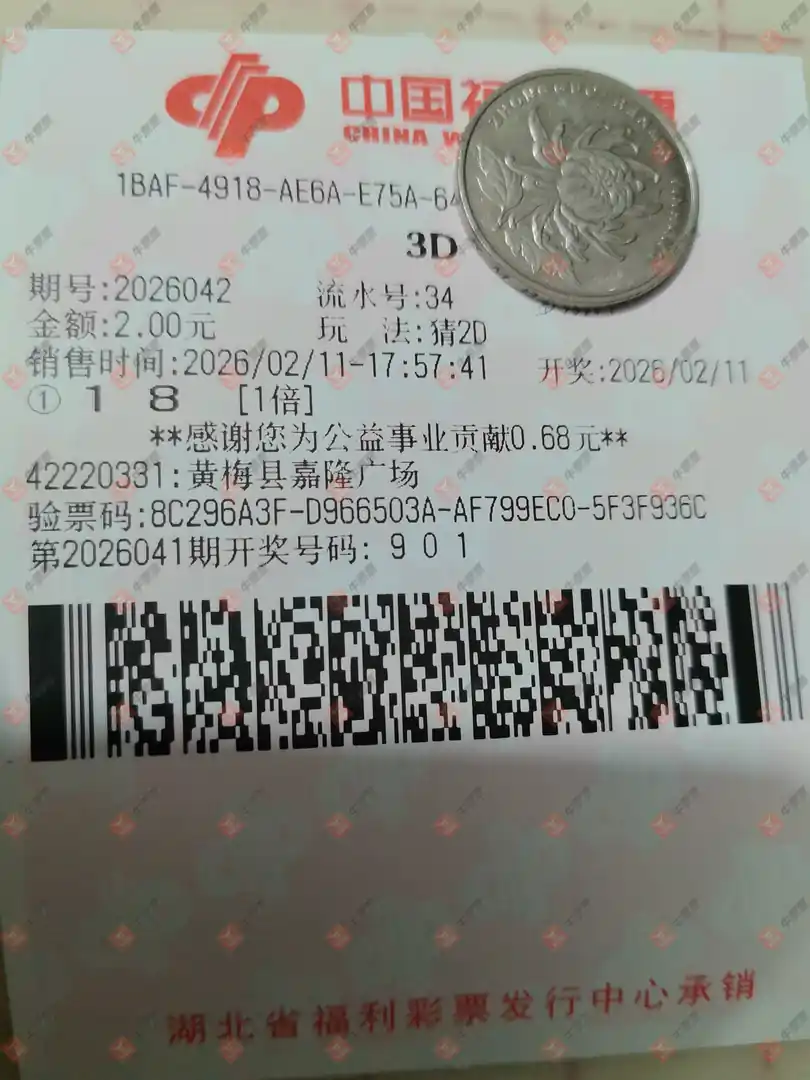 中国福
CHINA W
1BAF-4918-AE6A-E75A-64
3D
期号:2026042 流水号:34
金额:2.00元 玩 法:猜2D
销售时间:2026/02/11-17:57:41 开奖:2026/02/11
① 1 8 [1倍]
**感谢您为公益事业贡献0.68元**
42220331:黄梅县嘉隆广场
验票码:8C296A3F-D966503A-AF799EC0-5F3F936C
第2026041期开奖号码: 9 0 1
湖北省福利彩票发行中心承销